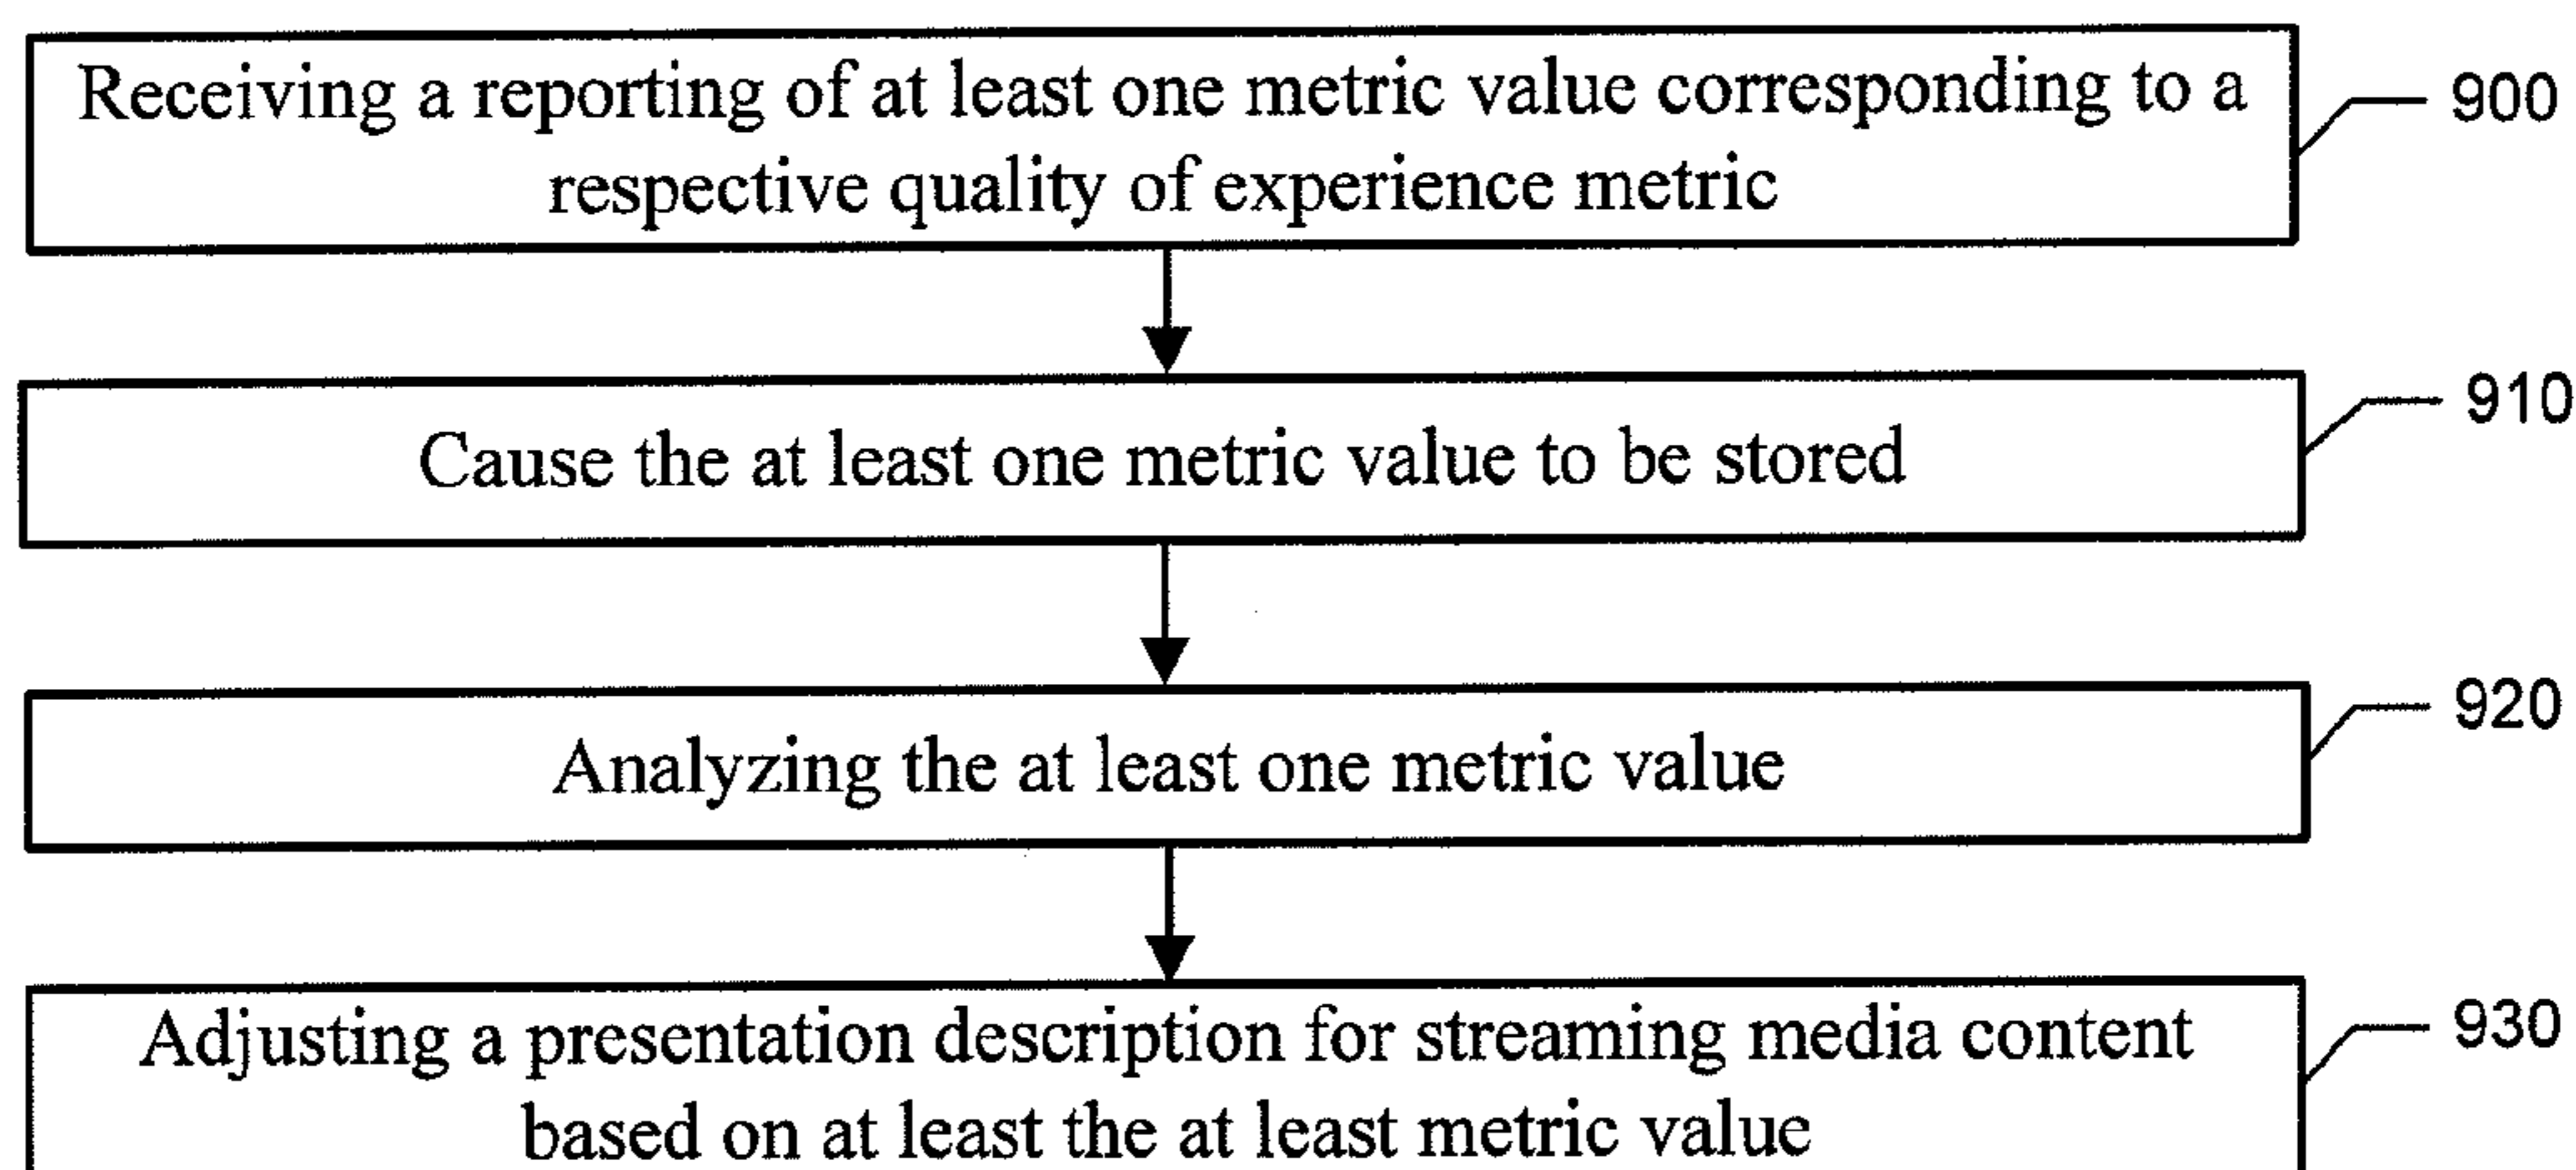 Receiving a reporting of at least one metric value corresponding to a
respective quality of experience metric
900
Cause the at least one metric value to be stored
910
Analyzing the at least one metric value
920
Adjusting a presentation description for streaming media content
based on at least the at least metric value
930